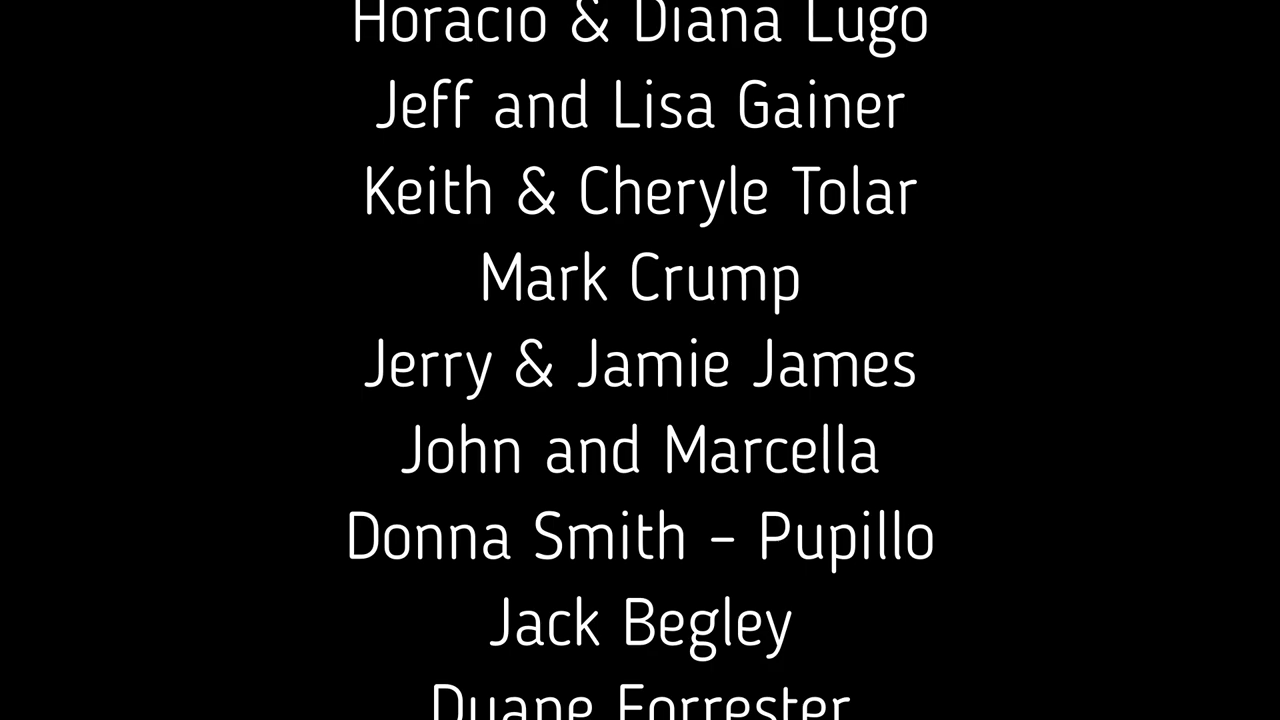 Horacio & Diana Lugo
Jeff and Lisa Gainer
Keith & Cheryle Tolar
Mark Crump
Jerry & Jamie James
John and Marcella
Donna Smith - Pupillo
Jack Begley
Duane Forrester